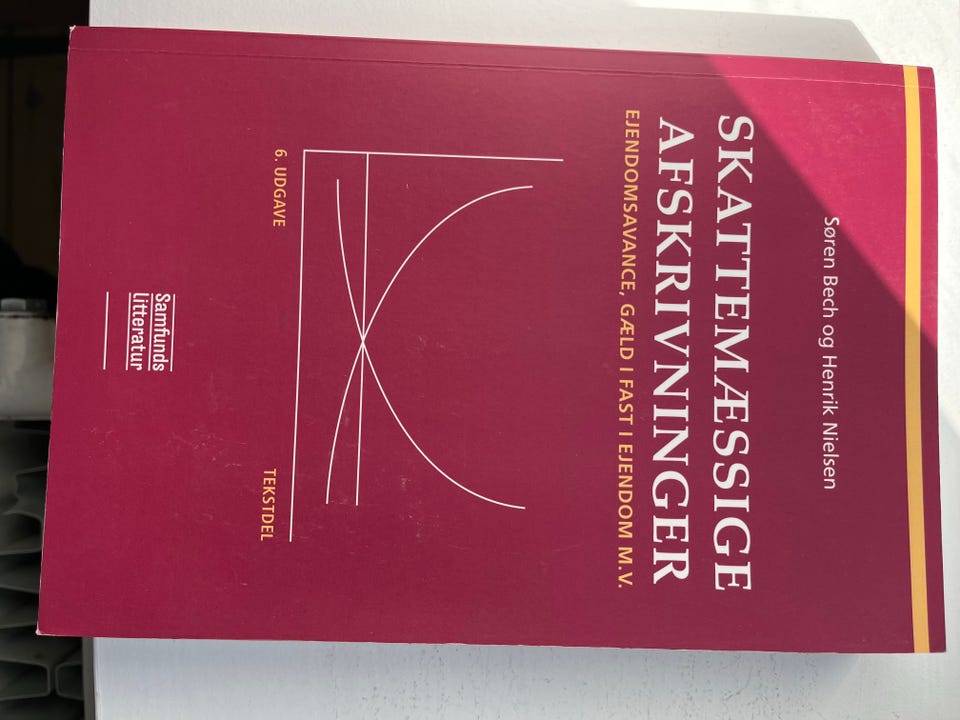 Søren Bech og Henrik Nielsen
SKATTEMÆSSIGE
AFSKRIVNINGER
EJENDOMSAVANCE, GÆLD I FAST I EJENDOM M.V.
6. UDGAVE
TEKSTDEL
Samfunds
litteratur